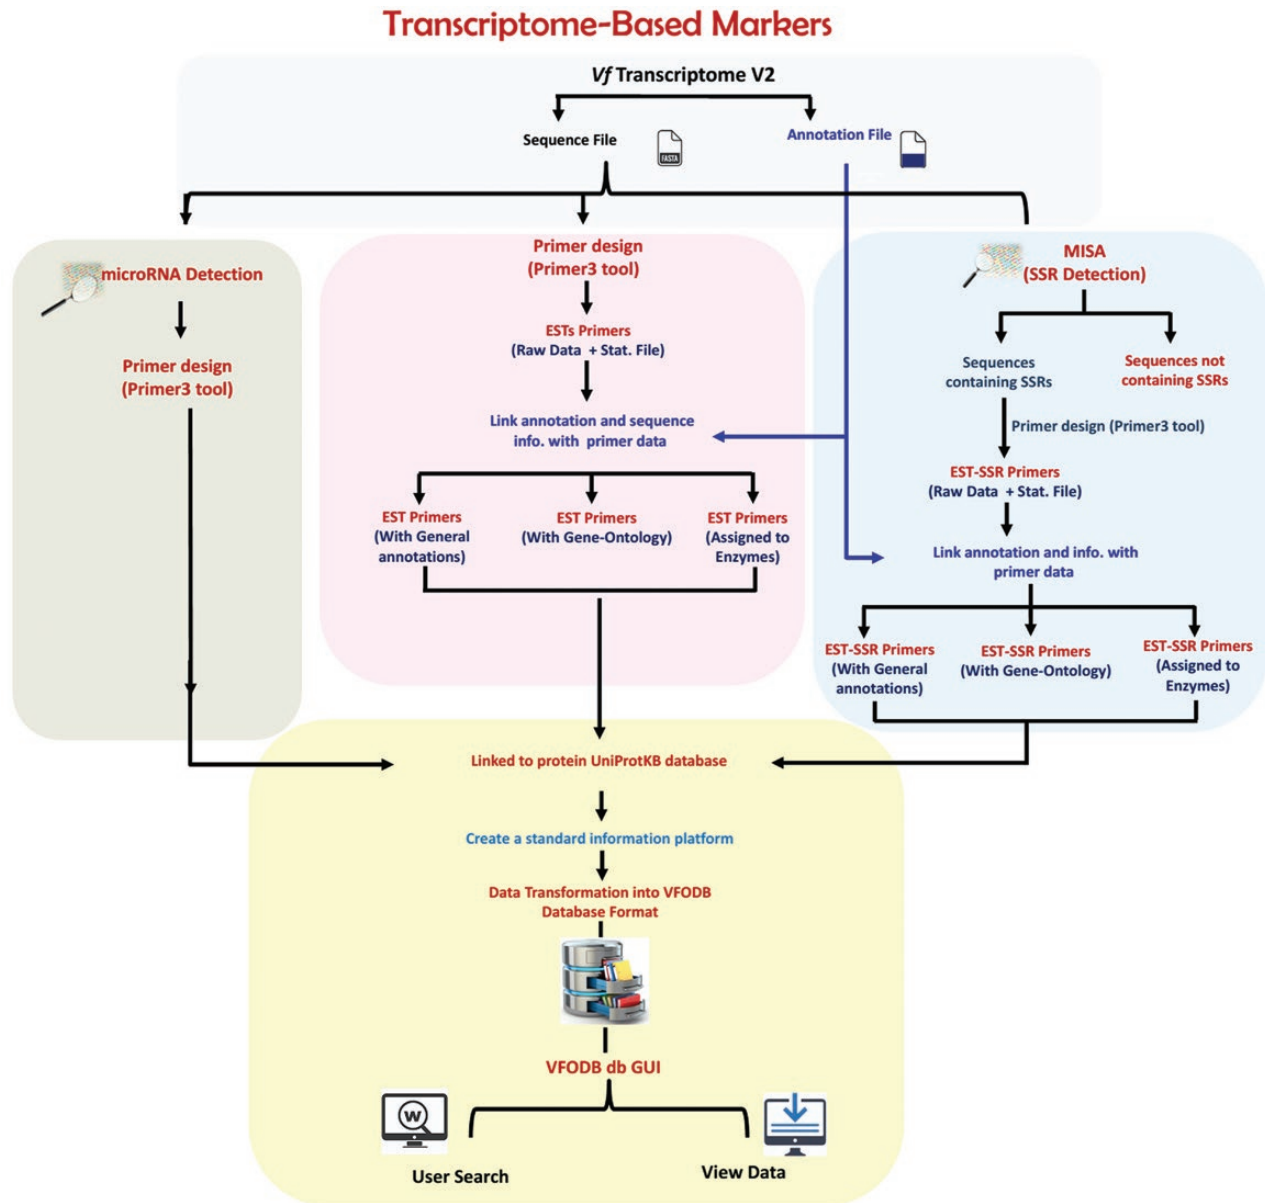 Transcriptome-Based Markers
Vf Transcriptome V2
Sequence File
FASTA
Annotation File
microRNA Detection
Primer design
(Primer3 tool)
Primer design
(Primer3 tool)
ESTs Primers
(Raw Data + Stat. File)
Link annotation and sequence
info. with primer data
EST Primers
(With General
annotations)
EST Primers
(With Gene-Ontology)
EST Primers
(Assigned to
Enzymes)
MISA
(SSR Detection)
Sequences
containing SSRs
Sequences not
containing SSRs
Primer design (Primer3 tool)
EST-SSR Primers
(Raw Data + Stat. File)
Link annotation and info. with
primer data
EST-SSR Primers
(With General
annotations)
EST-SSR Primers
(With Gene-Ontology)
EST-SSR Primers
(Assigned to
Enzymes)
Linked to protein UniProtKB database
Create a standard information platform
Data Transformation into VFODB
Database Format
VFODB db GUI
W
User Search
View Data